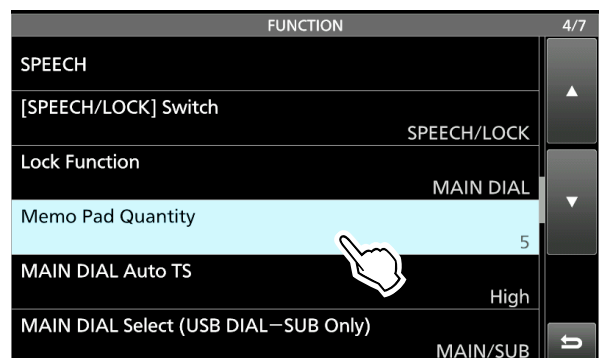 FUNCTION 4/7
SPEECH
[SPEECH/LOCK] Switch
SPEECH/LOCK
Lock Function
MAIN DIAL
Memo Pad Quantity
5
MAIN DIAL Auto TS
High
MAIN DIAL Select (USB DIAL−SUB Only)
MAIN/SUB